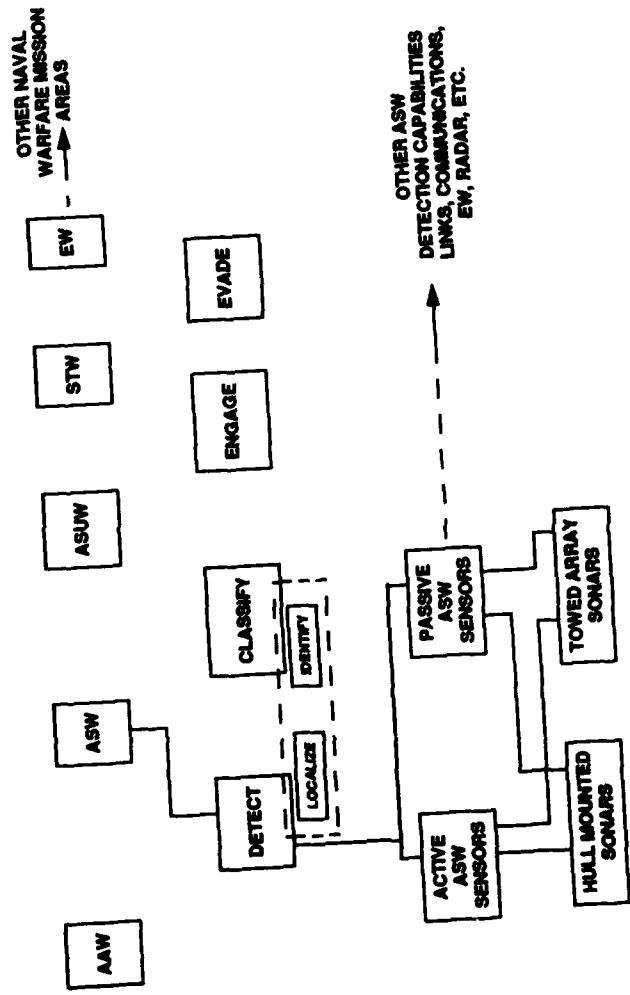 AAW
ASW
ASUW
STW
EW
OTHER NAVAL
WARFARE MISSION
AREAS
DETECT
CLASSIFY
ENGAGE
EVADE
LOCALIZE
IDENTIFY
ACTIVE
ASW
SENSORS
PASSIVE
ASW
SENSORS
OTHER ASW
DETECTION CAPABILITIES
LINKS, COMMUNICATIONS,
EW, RADAR, ETC.
HULL MOUNTED
SONARS
TOWED ARRAY
SONARS